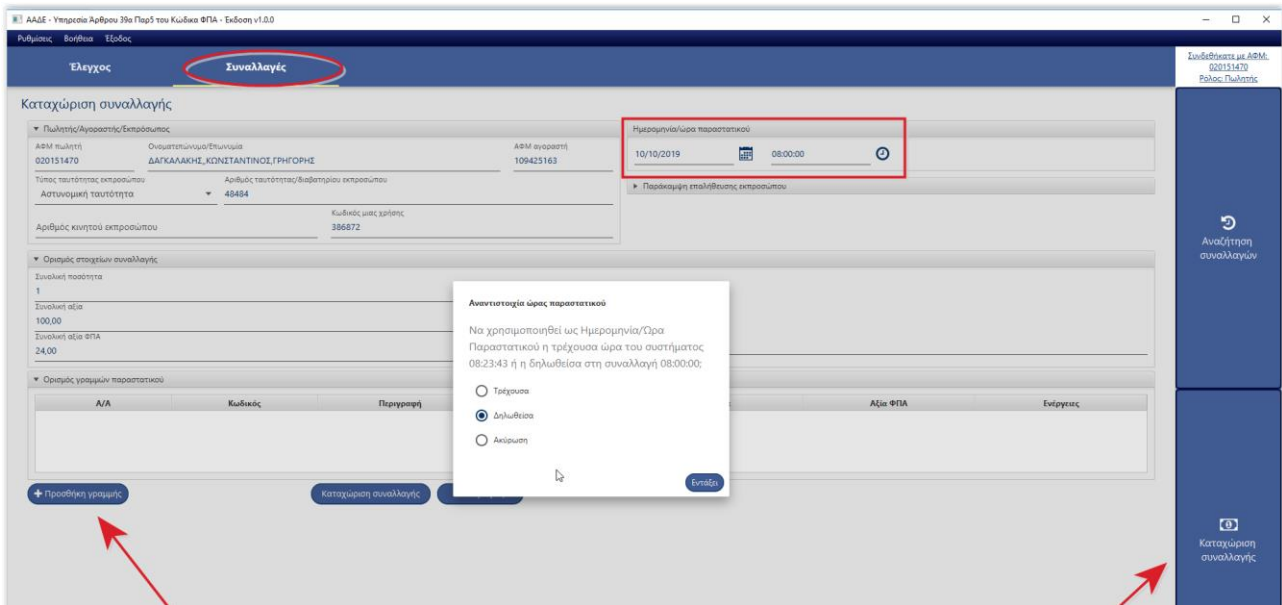 ΑΑΔΕ - Υπηρεσία Άρθρου 39α Παρ5 του Κώδικα ΦΠΑ - Έκδοση v1.0.0
Ρυθμίσεις Βοήθεια Έξοδος
Έλεγχος Συναλλαγές
Συνδεθήκατε με ΑΦΜ:
020151470
Ρόλος: Πωλητής
Καταχώριση συναλλαγής
Πωλητής/Αγοραστής/Εκπρόσωπος
Ημερομηνία/ώρα παραστατικού
ΑΦΜ πωλητή Ονοματεπώνυμο/Επωνυμία ΑΦΜ αγοραστή
020151470 ΔΑΓΚΑΛΑΚΗΣ,ΚΩΝΣΤΑΝΤΙΝΟΣ,ΓΡΗΓΟΡΗΣ 109425163
10/10/2019 08:00:00
Τύπος ταυτότητας εκπροσώπου Αριθμός ταυτότητας/διαβατηρίου εκπροσώπου
Αστυνομική ταυτότητα 48484
Παράκαμψη επαλήθευσης εκπροσώπου
Κωδικός μιας χρήσης
Αριθμός κινητού εκπροσώπου 386872
Αναζήτηση
συναλλαγών
Ορισμός στοιχείων συναλλαγής
Συνολική ποσότητα
1
Συνολική αξία
100,00
Συνολική αξία ΦΠΑ
24,00
Αναντιστοιχία ώρας παραστατικού
Να χρησιμοποιηθεί ως Ημερομηνία/Ώρα
Παραστατικού η τρέχουσα ώρα του συστήματος
08:23:43 ή η δηλωθείσα στη συναλλαγή 08:00:00;
Τρέχουσα
Δηλωθείσα
Ακύρωση
Εντάξει
Ορισμός γραμμών παραστατικού
Α/Α Κωδικός Περιγραφή Αξία ΦΠΑ Ενέργειες
+ Προσθήκη γραμμής Καταχώριση συναλλαγής
Καταχώριση
συναλλαγής